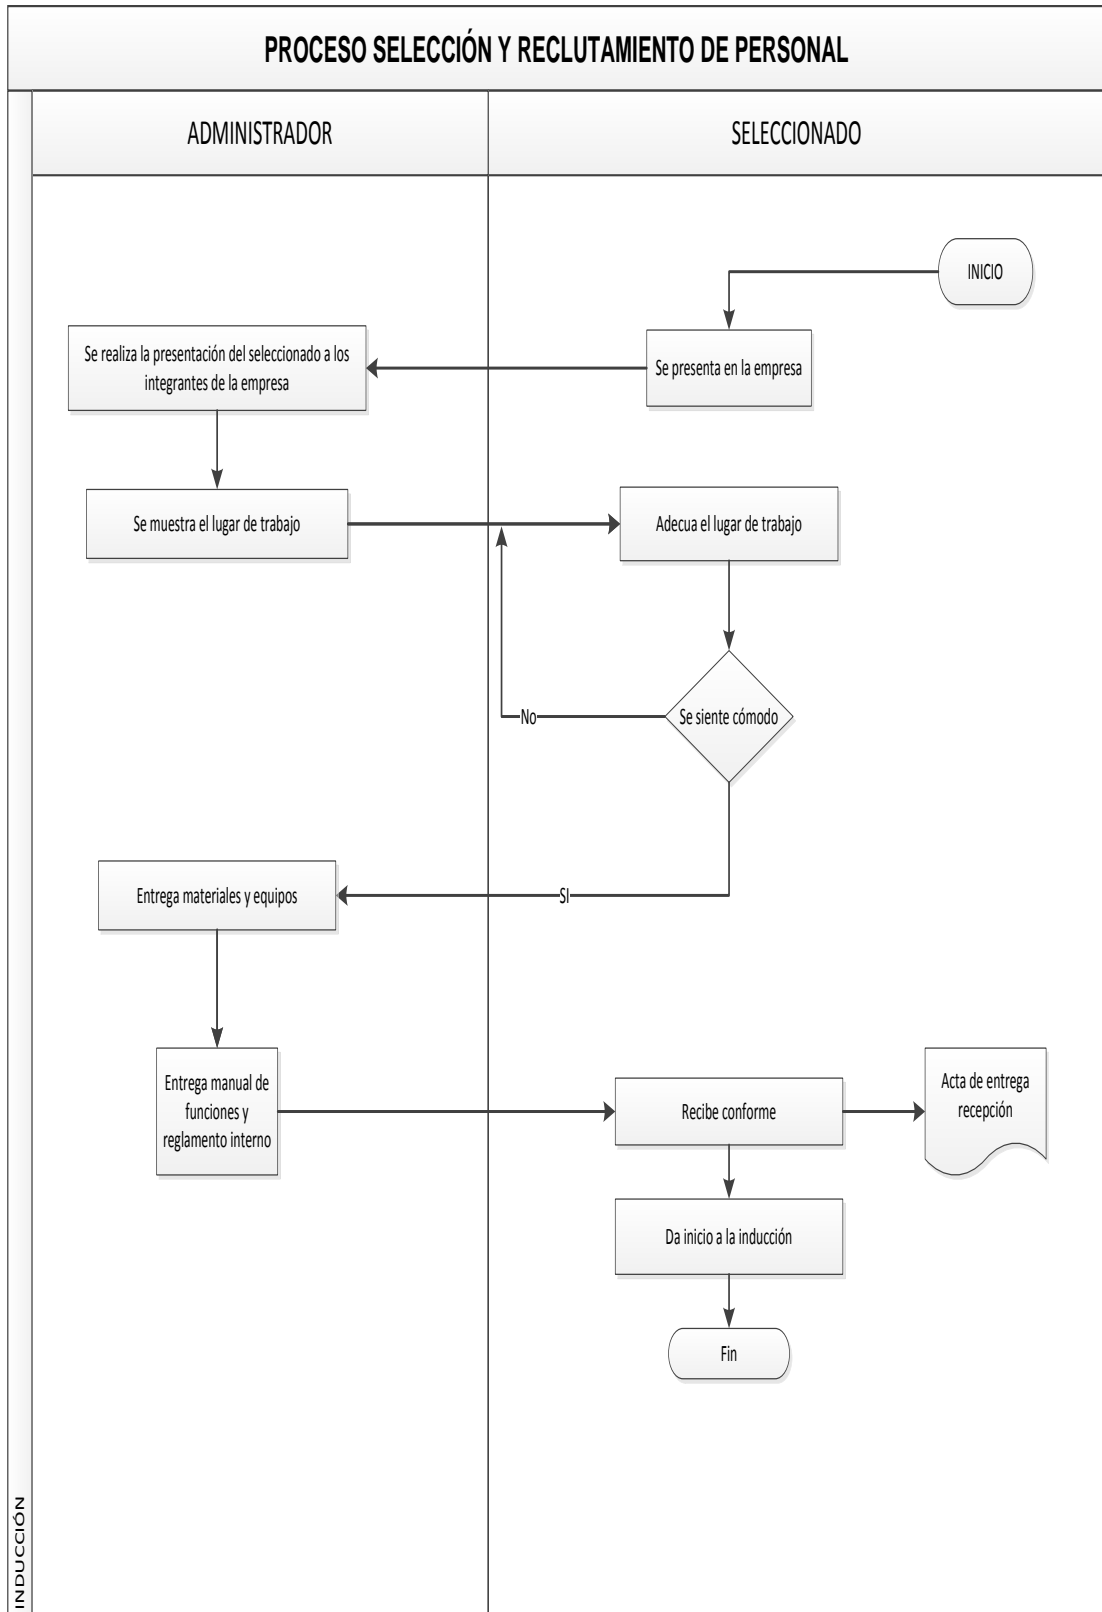 PROCESO SELECCIÓN Y RECLUTAMIENTO DE PERSONAL
ADMINISTRADOR
SELECCIONADO
INICIO
Se presenta en la empresa
Se realiza la presentación del seleccionado a los
integrantes de la empresa
Se muestra el lugar de trabajo
Adecua el lugar de trabajo
Se siente cómodo
No
SI
Entrega materiales y equipos
Entrega manual de
funciones y
reglamento interno
Recibe conforme
Acta de entrega
recepción
Da inicio a la inducción
Fin
INDUCCIÓN